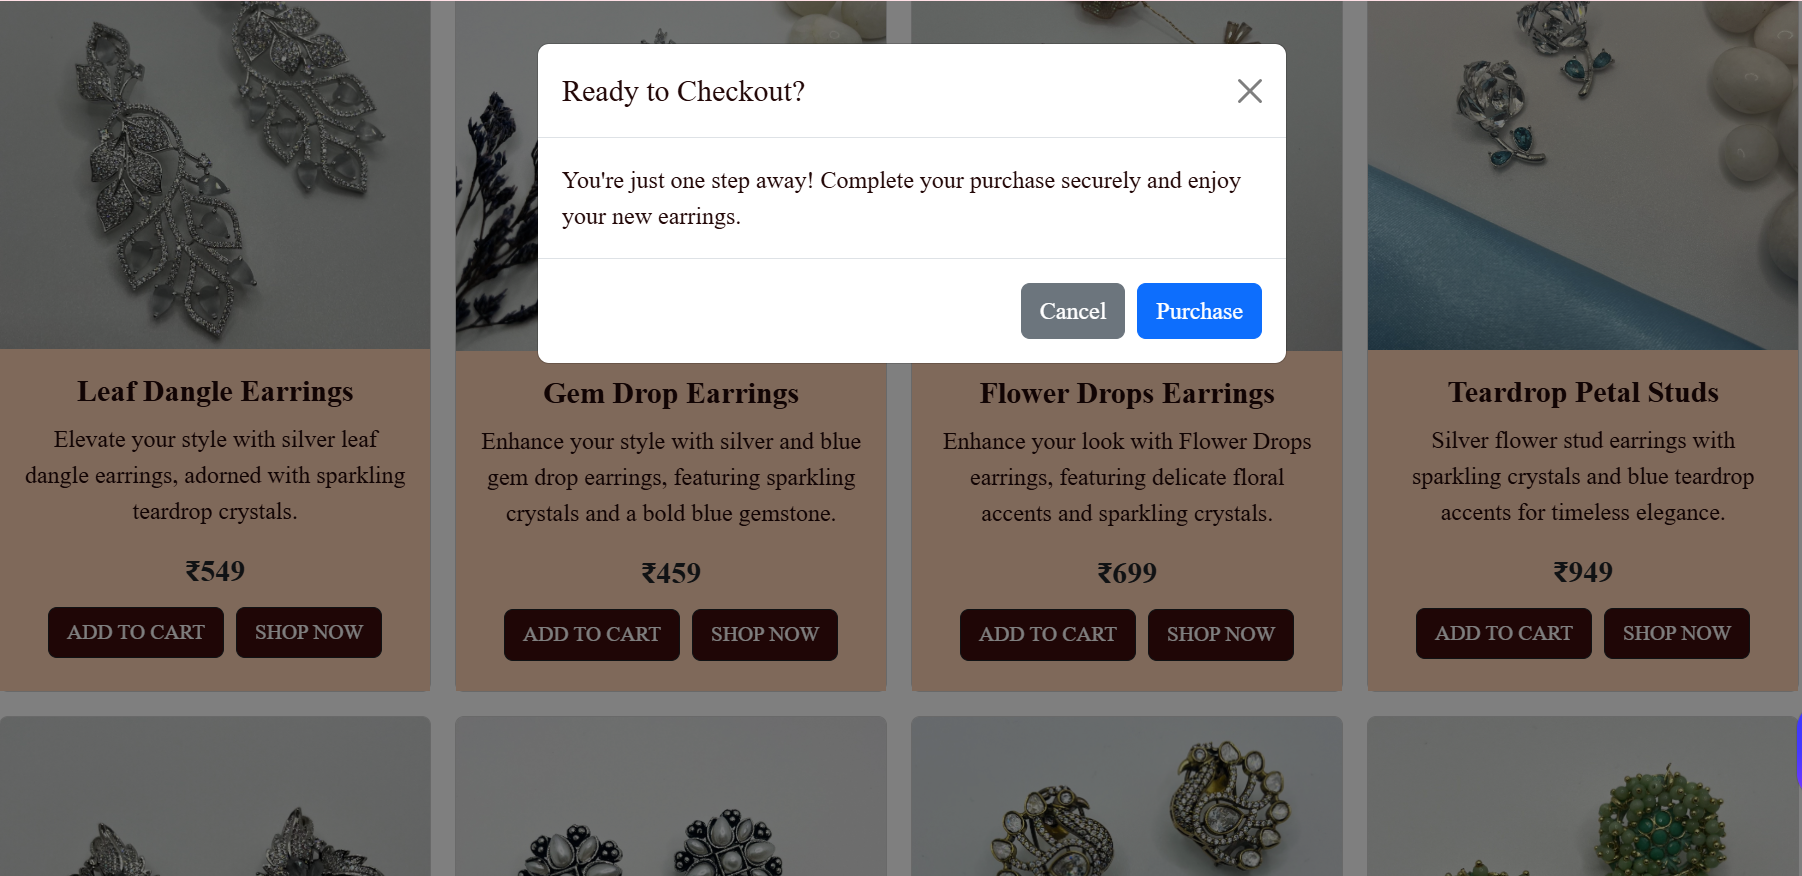 Ready to Checkout?
You're just one step away! Complete your purchase securely and enjoy
your new earrings.
Cancel
Purchase
Leaf Dangle Earrings
Elevate your style with silver leaf
dangle earrings, adorned with sparkling
teardrop crystals.
₹549
ADD TO CART
SHOP NOW
Gem Drop Earrings
Enhance your style with silver and blue
gem drop earrings, featuring sparkling
crystals and a bold blue gemstone.
₹459
ADD TO CART
SHOP NOW
Flower Drops Earrings
Enhance your look with Flower Drops
earrings, featuring delicate floral
accents and sparkling crystals.
₹699
ADD TO CART
SHOP NOW
Teardrop Petal Studs
Silver flower stud earrings with
sparkling crystals and blue teardrop
accents for timeless elegance.
₹949
ADD TO CART
SHOP NOW